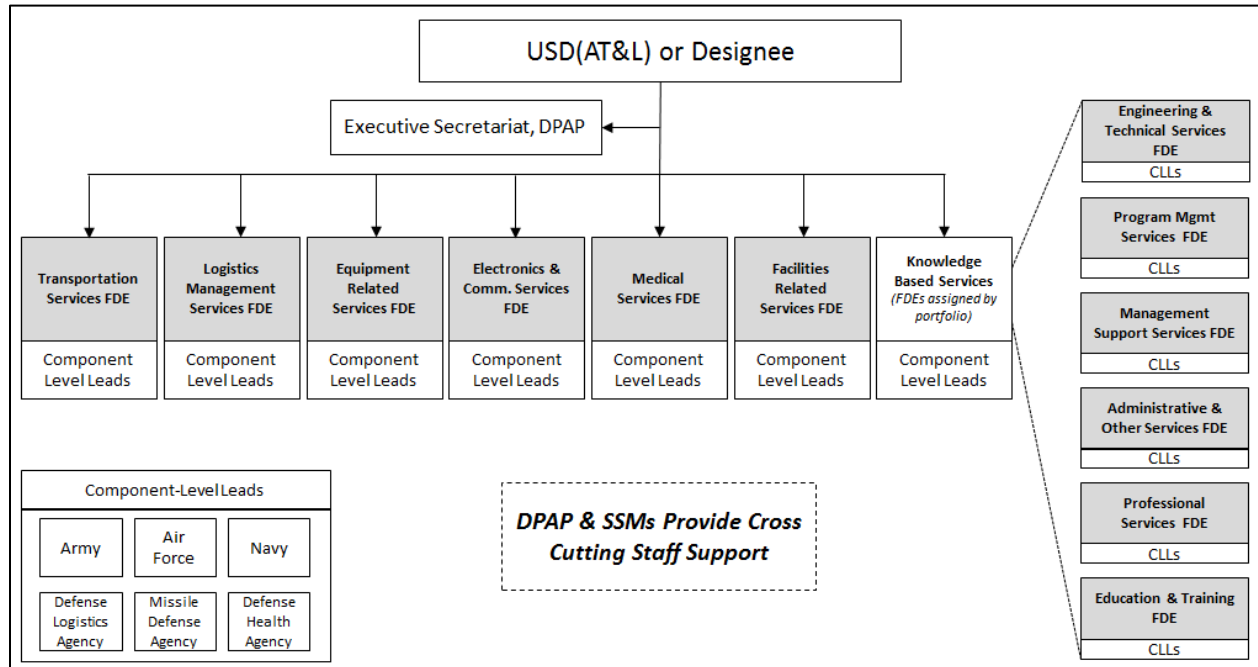 USD(AT&L) or Designee
Executive Secretariat, DPAP
Transportation
Services FDE
Component
Level Leads
Logistics
Management
Services FDE
Component
Level Leads
Equipment
Related
Services FDE
Component
Level Leads
Electronics &
Comm. Services
FDE
Component
Level Leads
Medical
Services FDE
Component
Level Leads
Facilities
Related
Services FDE
Component
Level Leads
Knowledge
Based Services
(FDEs assigned by
portfolio)
Component
Level Leads
Engineering &
Technical Services
FDE
CLLs
Program Mgmt
Services FDE
CLLs
Management
Support Services FDE
CLLs
Administrative &
Other Services FDE
CLLs
Professional
Services FDE
CLLs
Education & Training
FDE
CLLs
Component-Level Leads
Army
Air
Force
Navy
Defense
Logistics
Agency
Missile
Defense
Agency
Defense
Health
Agency
DPAP & SSMs Provide Cross
Cutting Staff Support